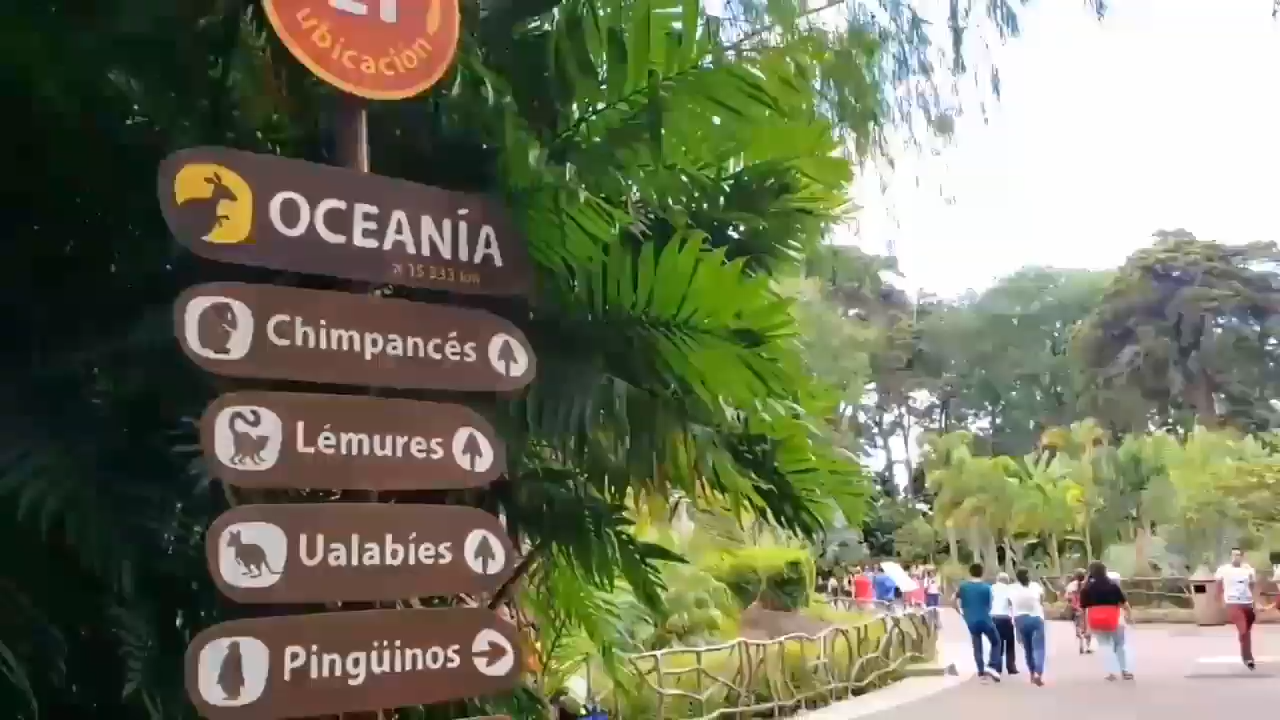 ubicación
OCEANÍA
Chimpancés
Lémures
Ualabíes
Pingüinos